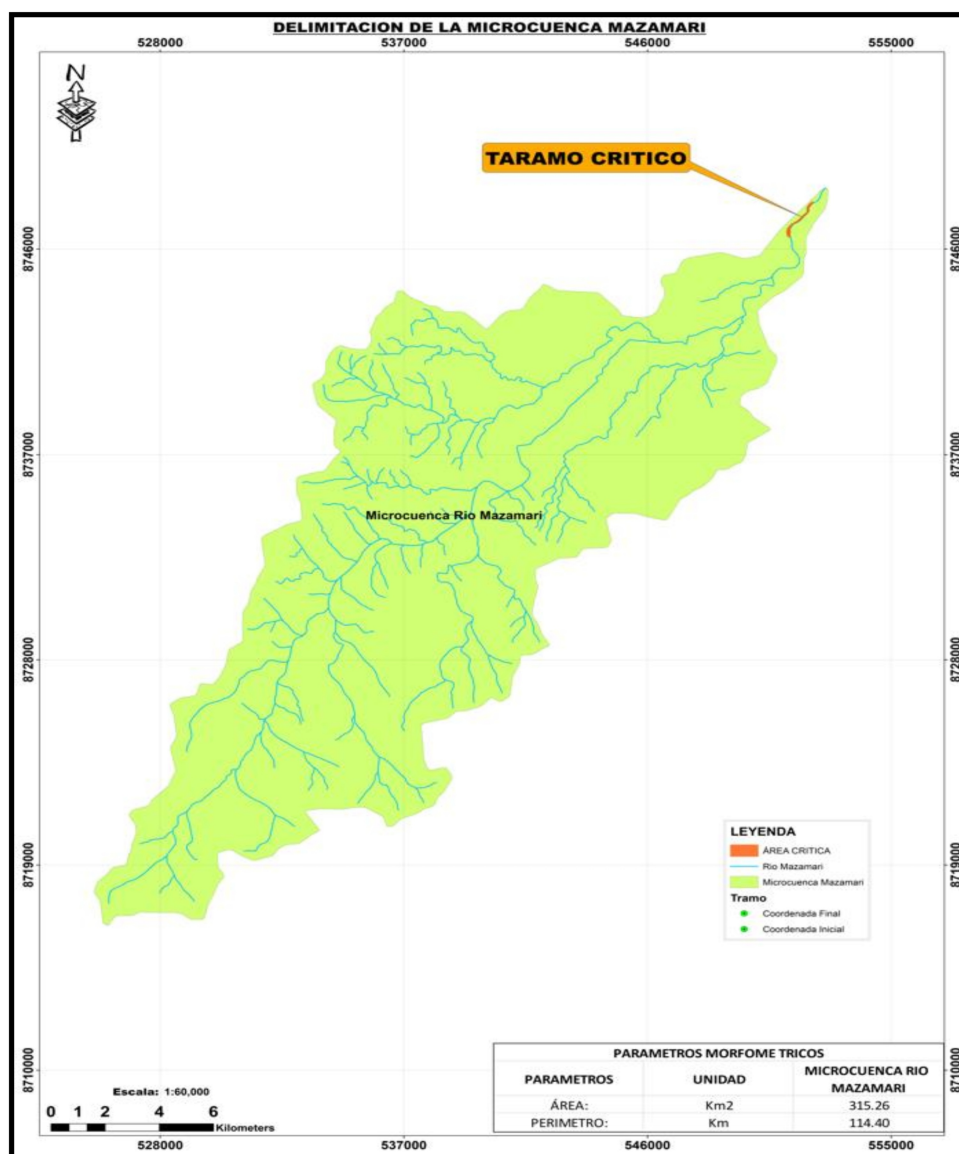 DELIMITACION DE LA MICROCUENCA MAZAMARI
528000 537000 546000 555000
N
TARAMO CRITICO
8746000 8746000
8737000 8737000
Microcuenca Rio Mazamari
8728000 8728000
LEYENDA
ÁREA CRITICA
Rio Mazamari
Microcuenca Mazamari
Tramo
Coordenada Final
Coordenada Inicial
8719000 8719000
8710000 8710000
PARAMETROS MORFOME TRICOS
PARAMETROS UNIDAD MICROCUENCA RIO MAZAMARI
ÁREA: Km2 315.26
PERIMETRO: Km 114.40
Escala: 1:60,000
0 1 2 4 6
Kilometers
528000 537000 546000 555000